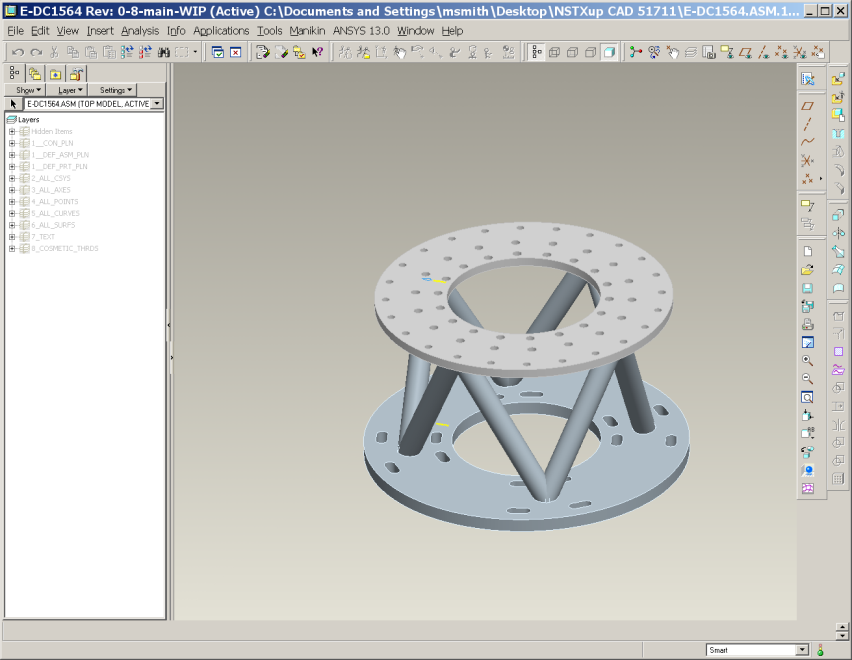 E-DC1564 Rev: 0-8-main-WIP (Active) C:\Documents and Settings\msmith\Desktop\NSTXup CAD 51711\E-DC1564.ASM.1...
File Edit View Insert Analysis Info Applications Tools Manikin ANSYS 13.0 Window Help
Show Layer Settings
E-DC1564.ASM (TOP MODEL, ACTIVE
Layers
Hidden Items
1__CON_PLN
1__DEF_ASM_PLN
1__DEF_PRT_PLN
2_ALL_CSYS
3_ALL_AXES
4_ALL_POINTS
5_ALL_CURVES
6_ALL_SURFS
7_TEXT
8_COSMETIC_THRDS
Smart